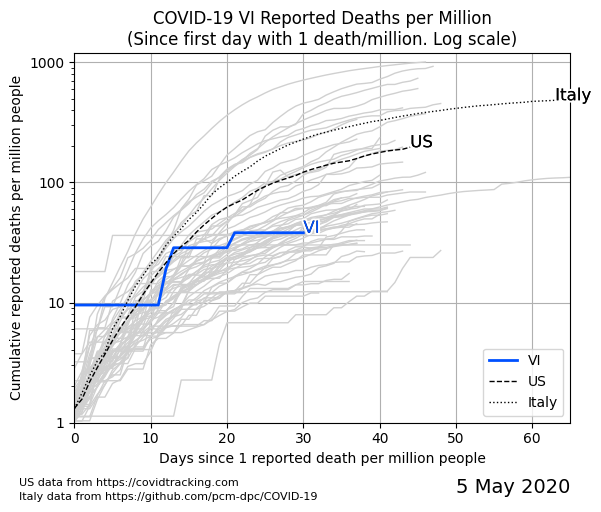 COVID-19 VI Reported Deaths per Million
(Since first day with 1 death/million. Log scale)
Cumulative reported deaths per million people
1000
100
10
1
Italy
US
VI
VI
US
Italy
0
10
20
30
40
50
60
Days since 1 reported death per million people
US data from https://covidtracking.com
Italy data from https://github.com/pcm-dpc/COVID-19
5 May 2020